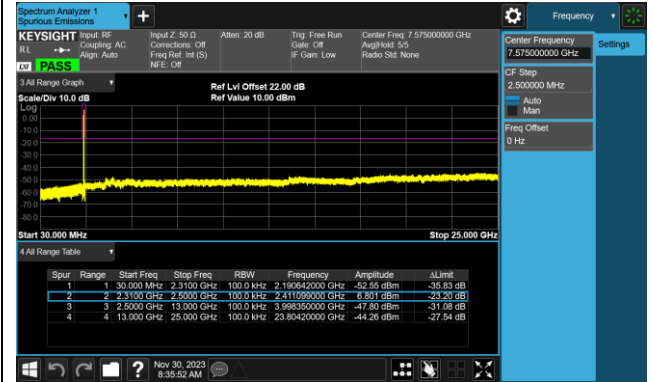 Spectrum Analyzer 1
Spurious Emissions
Frequency
KEYSIGHT
Input: RF
Coupling: AC
Align: Auto
Input Z: 50 Ω
Corrections: Off
Freq Ref: Int (S)
NFE: Off
Atten: 20 dB
Trig: Free Run
Gate: Off
IF Gain: Low
Center Freq: 7.575000000 GHz
Avg|Hold: 5/5
Radio Std: None
RL
LXI
PASS
Center Frequency
7.575000000 GHz
Settings
CF Step
2.500000 MHz
Auto
Man
Freq Offset
0 Hz
3 All Range Graph
Scale/Div 10.0 dB
Ref Lvl Offset 22.00 dB
Ref Value 10.00 dBm
Log
0.00
-10.0
-20.0
-30.0
-40.0
-50.0
-60.0
-70.0
-80.0
Start 30.000 MHz
Stop 25.000 GHz
4 All Range Table
Spur Range Start Freq Stop Freq RBW Frequency Amplitude ΔLimit
1 1 30.000 MHz 2.3100 GHz 100.0 kHz 2.190642000 GHz -52.55 dBm -35.83 dB
2 2 2.3100 GHz 2.5000 GHz 100.0 kHz 2.411099000 GHz 6.801 dBm -23.20 dB
3 3 2.5000 GHz 13.000 GHz 100.0 kHz 3.998350000 GHz -47.80 dBm -31.08 dB
4 4 13.000 GHz 25.000 GHz 100.0 kHz 23.80420000 GHz -44.26 dBm -27.54 dB
Nov 30, 2023
8:35:52 AM